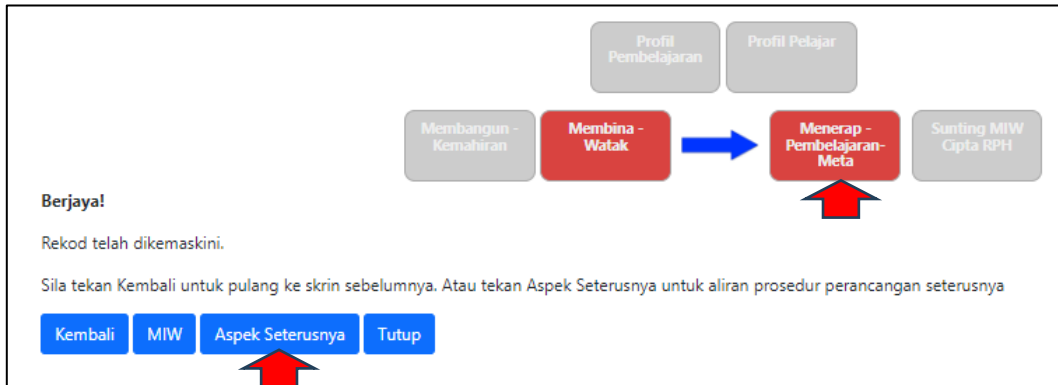 Profil
Pembelajaran
Profil Pelajar
Membangun -
Kemahiran
Membina -
Watak
Menerap -
Pembelajaran-
Meta
Sunting MIW
Cipta RPH
Berjaya!
Rekod telah dikemaskini.
Sila tekan Kembali untuk pulang ke skrin sebelumnya. Atau tekan Aspek Seterusnya untuk aliran prosedur perancangan seterusnya
Kembali MIW Aspek Seterusnya Tutup